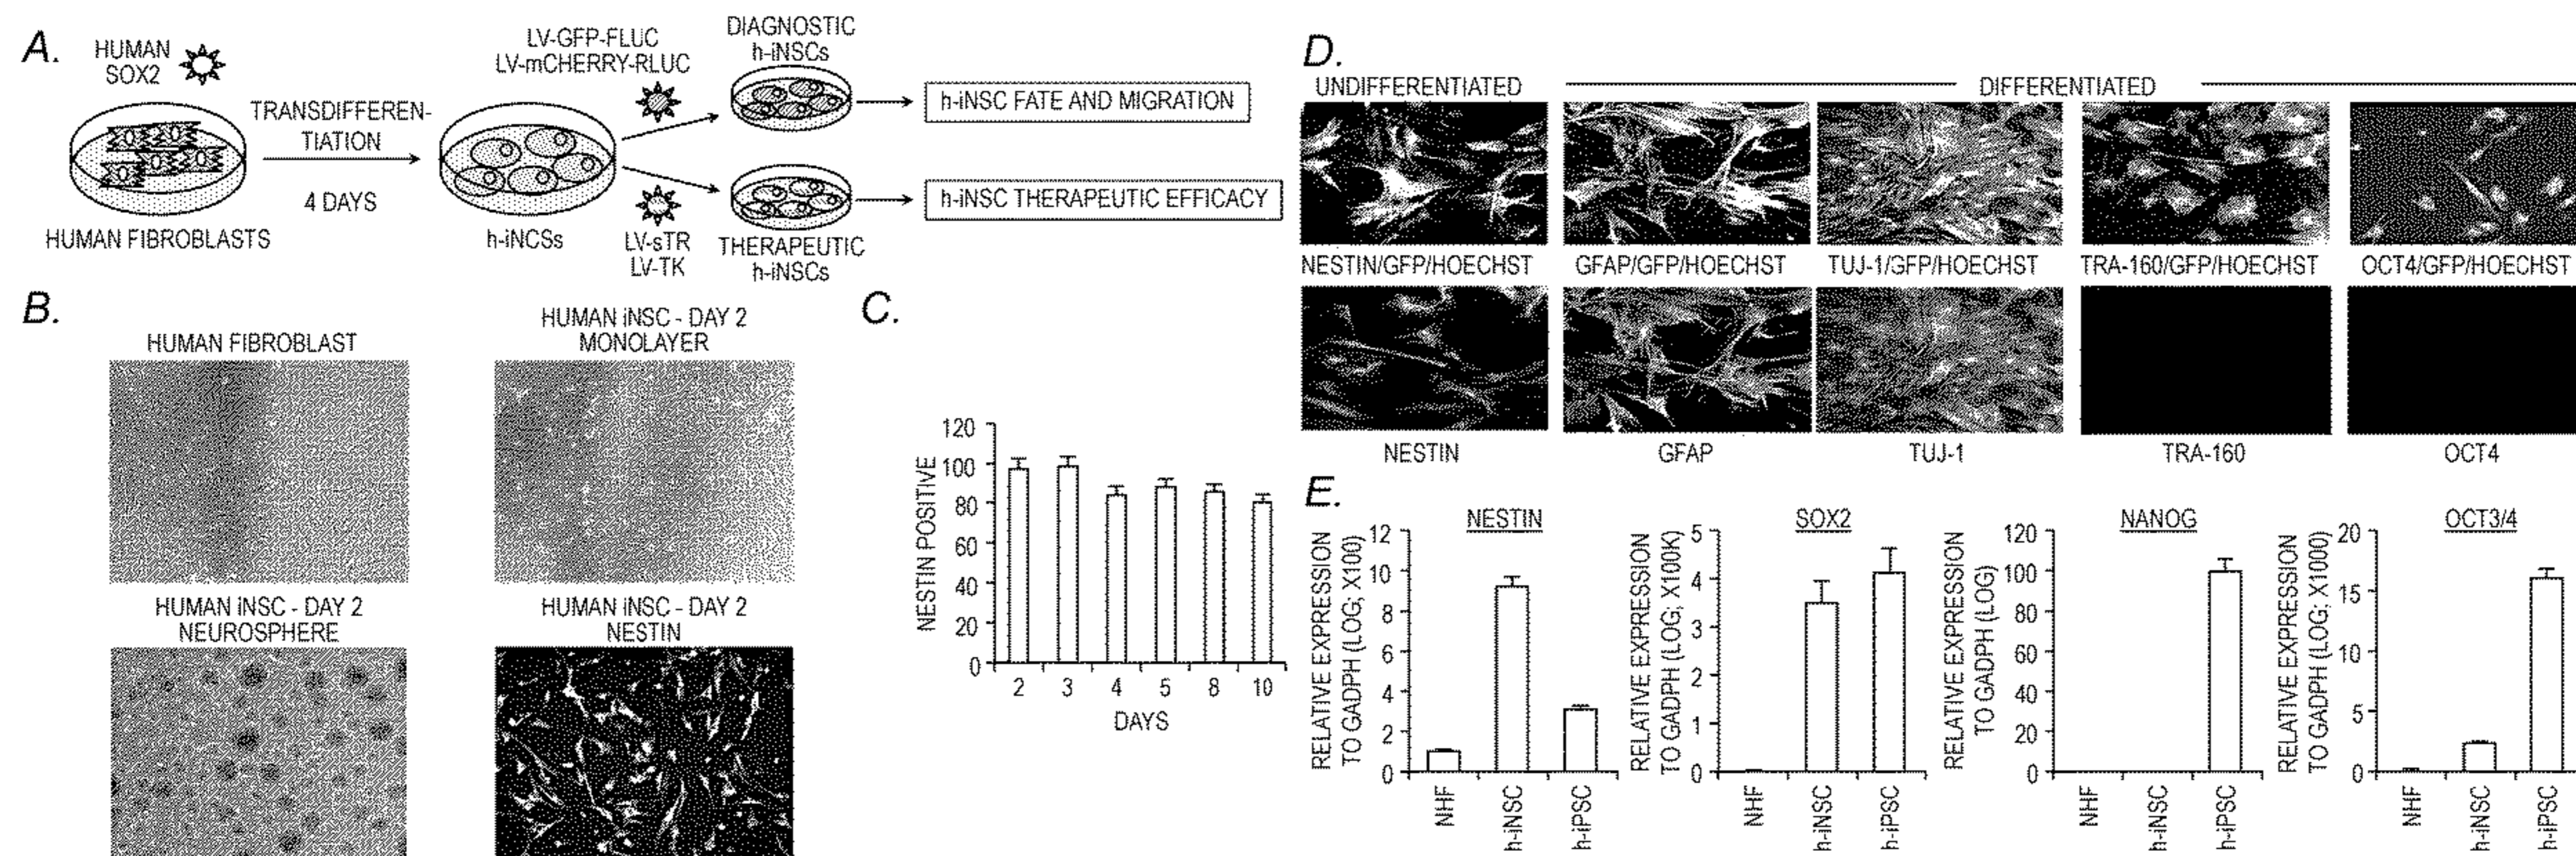 A.
HUMAN
SOX2
TRANSDIFFEREN-
TIATION
4 DAYS
HUMAN FIBROBLASTS
h-iNCSs
LV-GFP-FLUC
LV-mCHERRY-RLUC
LV-sTR
LV-TK
DIAGNOSTIC
h-iNSCs
THERAPEUTIC
h-iNSCs
h-iNSC FATE AND MIGRATION
h-iNSC THERAPEUTIC EFFICACY
B.
HUMAN FIBROBLAST
HUMAN iNSC - DAY 2
MONOLAYER
HUMAN iNSC - DAY 2
NEUROSPHERE
HUMAN iNSC - DAY 2
NESTIN
C.
NESTIN POSITIVE
120
100
80
60
40
20
0
2 3 4 5 8 10
DAYS
D.
UNDIFFERENTIATED
DIFFERENTIATED
NESTIN/GFP/HOECHST GFAP/GFP/HOECHST TUJ-1/GFP/HOECHST TRA-160/GFP/HOECHST OCT4/GFP/HOECHST
NESTIN GFAP TUJ-1 TRA-160 OCT4
E.
NESTIN
RELATIVE EXPRESSION
TO GADPH (LOG; X100)
12
10
8
6
4
2
0
NHF
h-iNSC
h-iPSC
SOX2
RELATIVE EXPRESSION
TO GADPH (LOG; X100K)
5
4
3
2
1
0
NHF
h-iNSC
h-iPSC
NANOG
RELATIVE EXPRESSION
TO GADPH (LOG)
120
100
80
60
40
20
0
NHF
h-iNSC
h-iPSC
OCT3/4
RELATIVE EXPRESSION
TO GADPH (LOG; X1000)
20
15
10
5
0
NHF
h-iNSC
h-iPSC